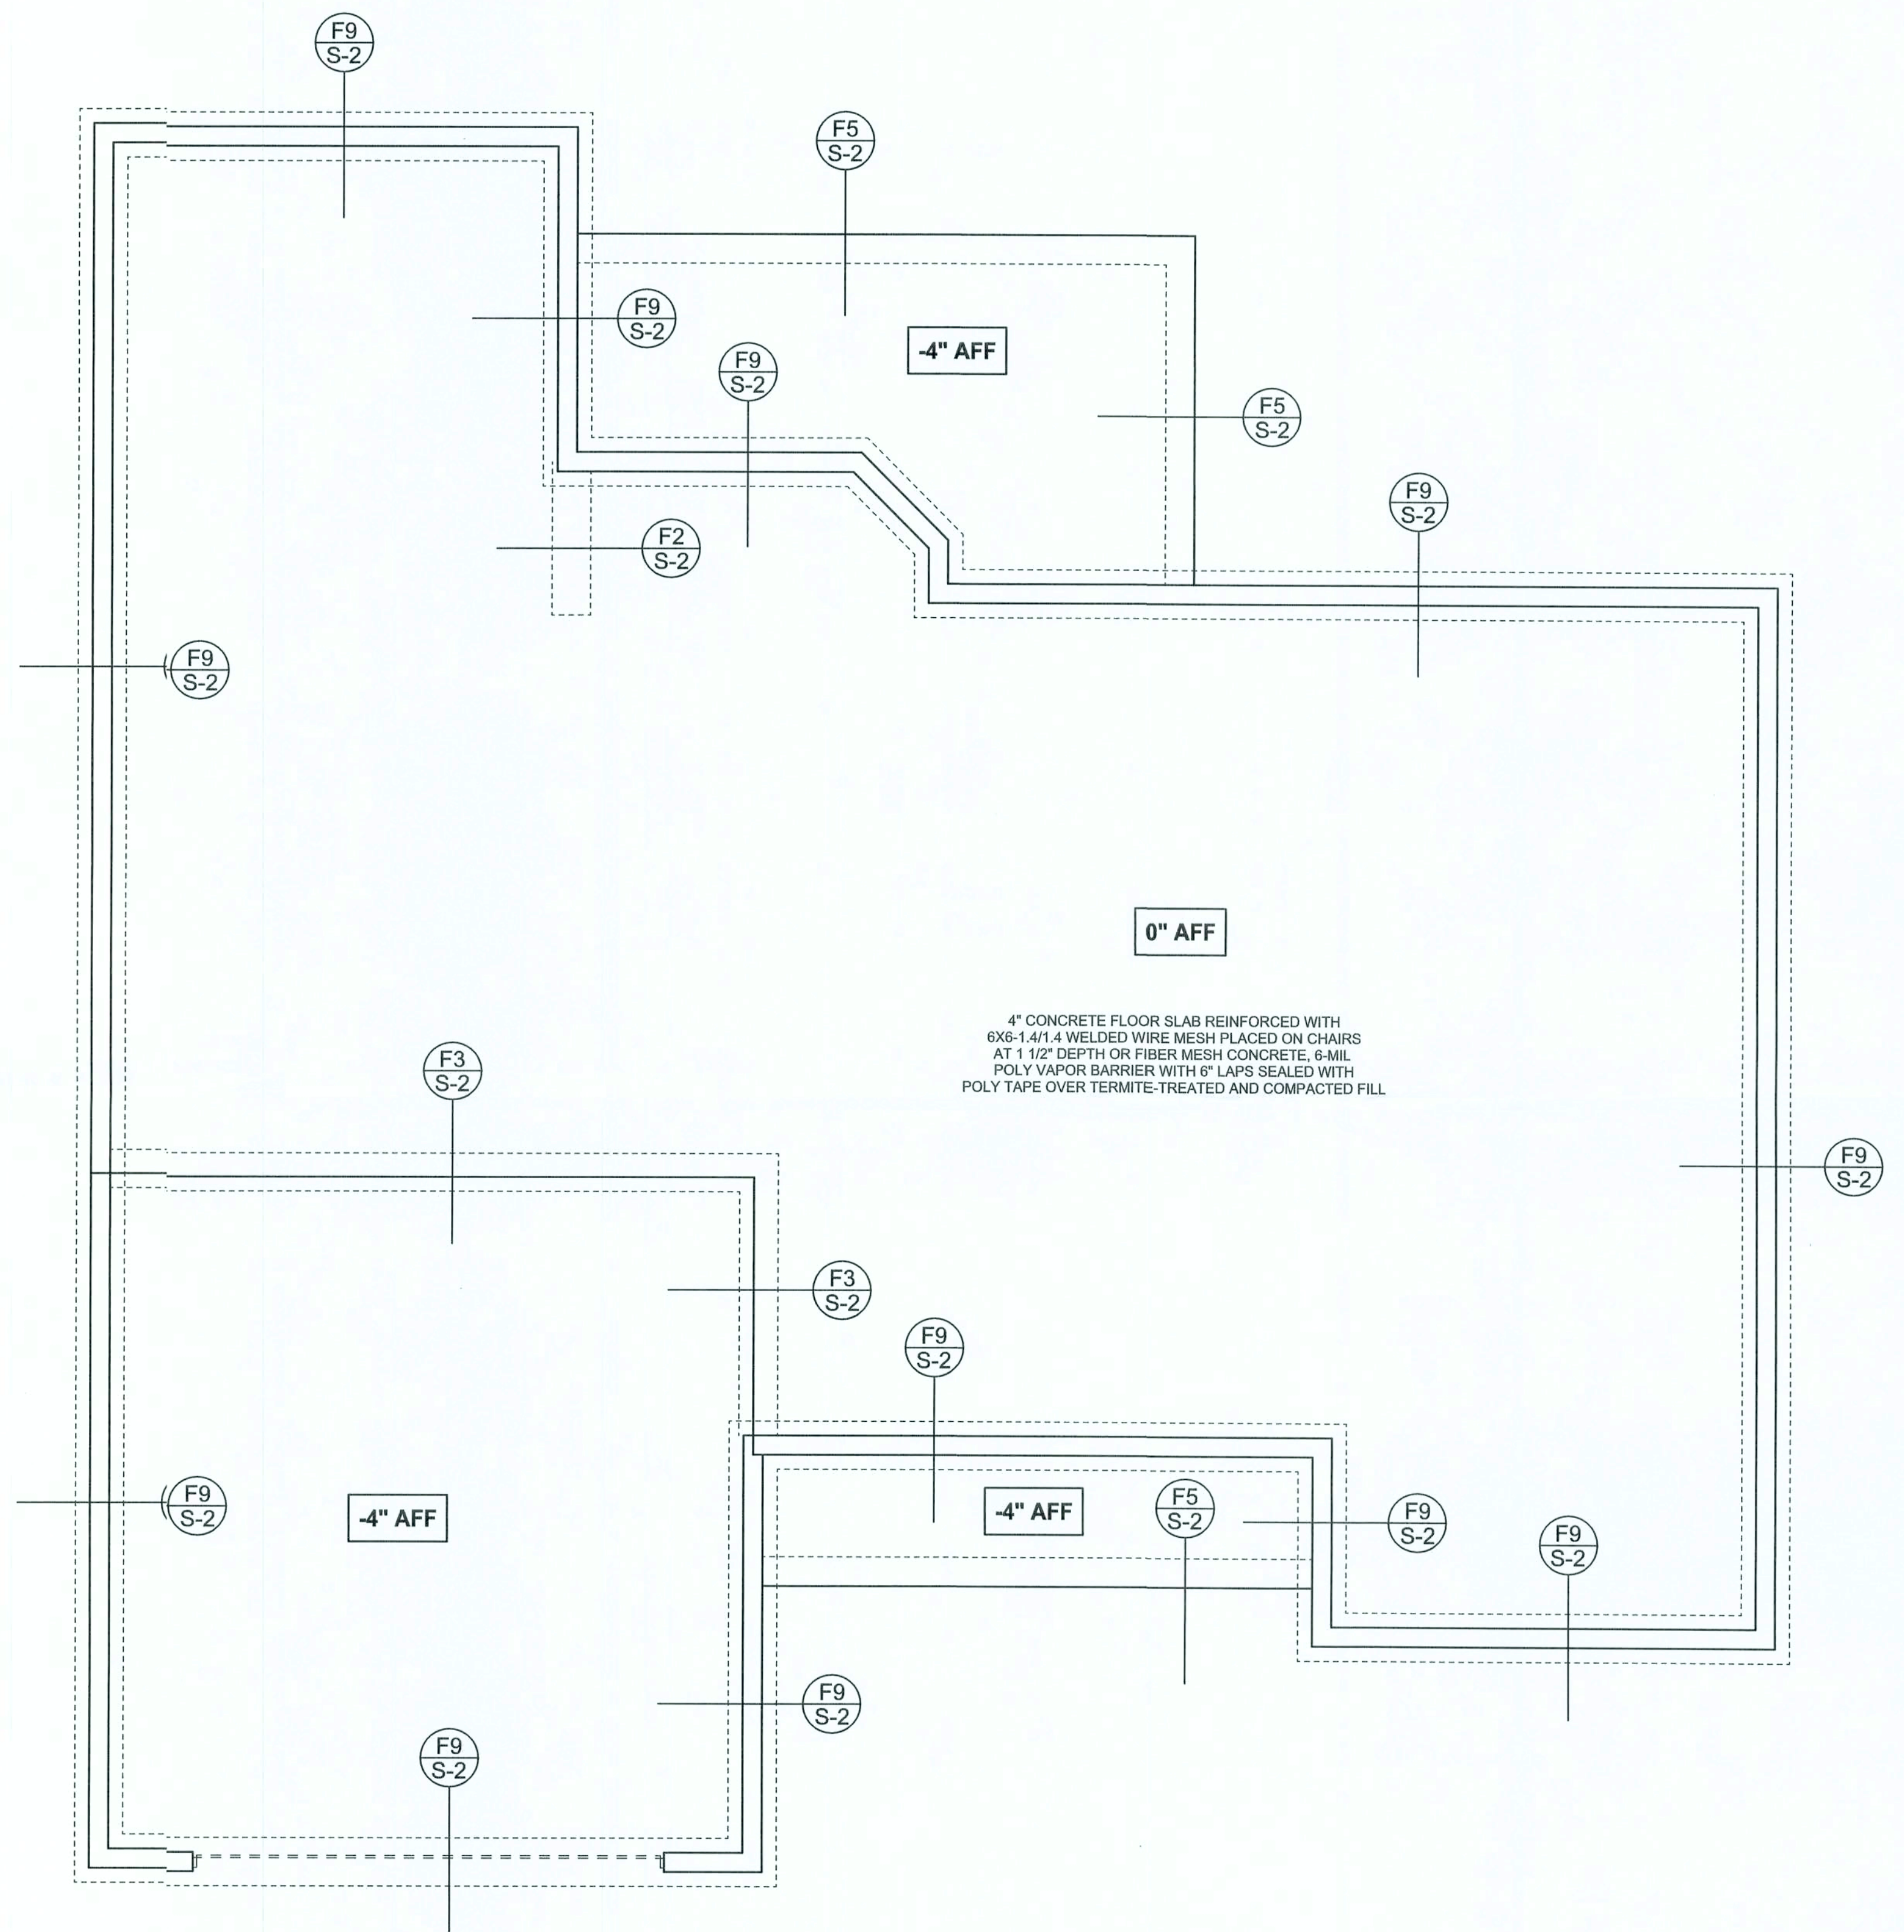 F9
S-2
F5
S-2
F9
S-2
-4" AFF
F9
S-2
F5
S-2
F9
S-2
F2
S-2
F9
S-2
0" AFF
4" CONCRETE FLOOR SLAB REINFORCED WITH
6X6-1.4/1.4 WELDED WIRE MESH PLACED ON CHAIRS
AT 1 1/2" DEPTH OR FIBER MESH CONCRETE, 6-MIL
POLY VAPOR BARRIER WITH 6" LAPS SEALED WITH
POLY TAPE OVER TERMITE-TREATED AND COMPACTED FILL
F3
S-2
F9
S-2
F3
S-2
F9
S-2
F9
S-2
-4" AFF
-4" AFF
F5
S-2
F9
S-2
F9
S-2
F9
S-2
F9
S-2